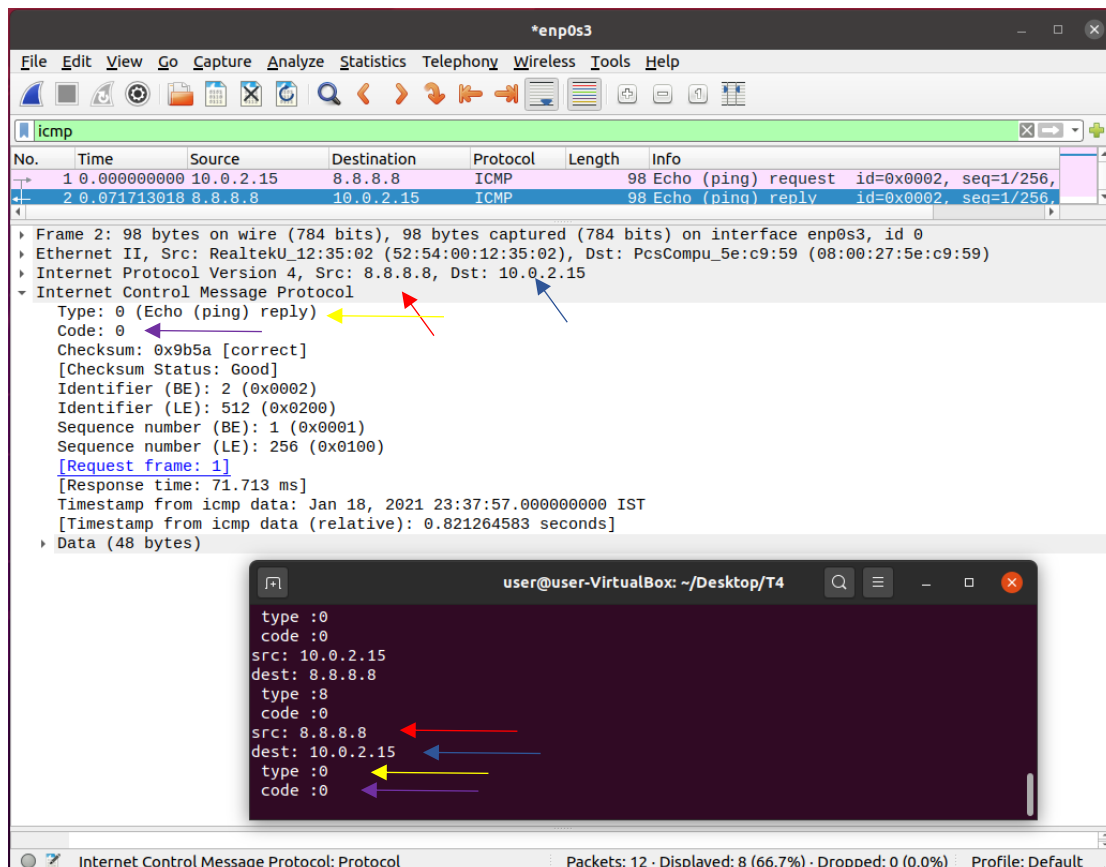 *enp0s3
File Edit View Go Capture Analyze Statistics Telephony Wireless Tools Help
icmp
No. Time Source Destination Protocol Length Info
1 0.000000000 10.0.2.15 8.8.8.8 ICMP 98 Echo (ping) request id=0x0002, seq=1/256,
2 0.071713018 8.8.8.8 10.0.2.15 ICMP 98 Echo (ping) reply id=0x0002, seq=1/256,
Frame 2: 98 bytes on wire (784 bits), 98 bytes captured (784 bits) on interface enp0s3, id 0
Ethernet II, Src: RealtekU_12:35:02 (52:54:00:12:35:02), Dst: PcsCompu_5e:c9:59 (08:00:27:5e:c9:59)
Internet Protocol Version 4, Src: 8.8.8.8, Dst: 10.0.2.15
Internet Control Message Protocol
Type: 0 (Echo (ping) reply)
Code: 0
Checksum: 0x9b5a [correct]
[Checksum Status: Good]
Identifier (BE): 2 (0x0002)
Identifier (LE): 512 (0x0200)
Sequence number (BE): 1 (0x0001)
Sequence number (LE): 256 (0x0100)
[Request frame: 1]
[Response time: 71.713 ms]
Timestamp from icmp data: Jan 18, 2021 23:37:57.000000000 IST
[Timestamp from icmp data (relative): 0.821264583 seconds]
Data (48 bytes)
user@user-VirtualBox: ~/Desktop/T4
type :0
code :0
src: 10.0.2.15
dest: 8.8.8.8
type :8
code :0
src: 8.8.8.8
dest: 10.0.2.15
type :0
code :0
Internet Control Message Protocol: Protocol Packets: 12 · Displayed: 8 (66.7%) · Dropped: 0 (0.0%) Profile: Default